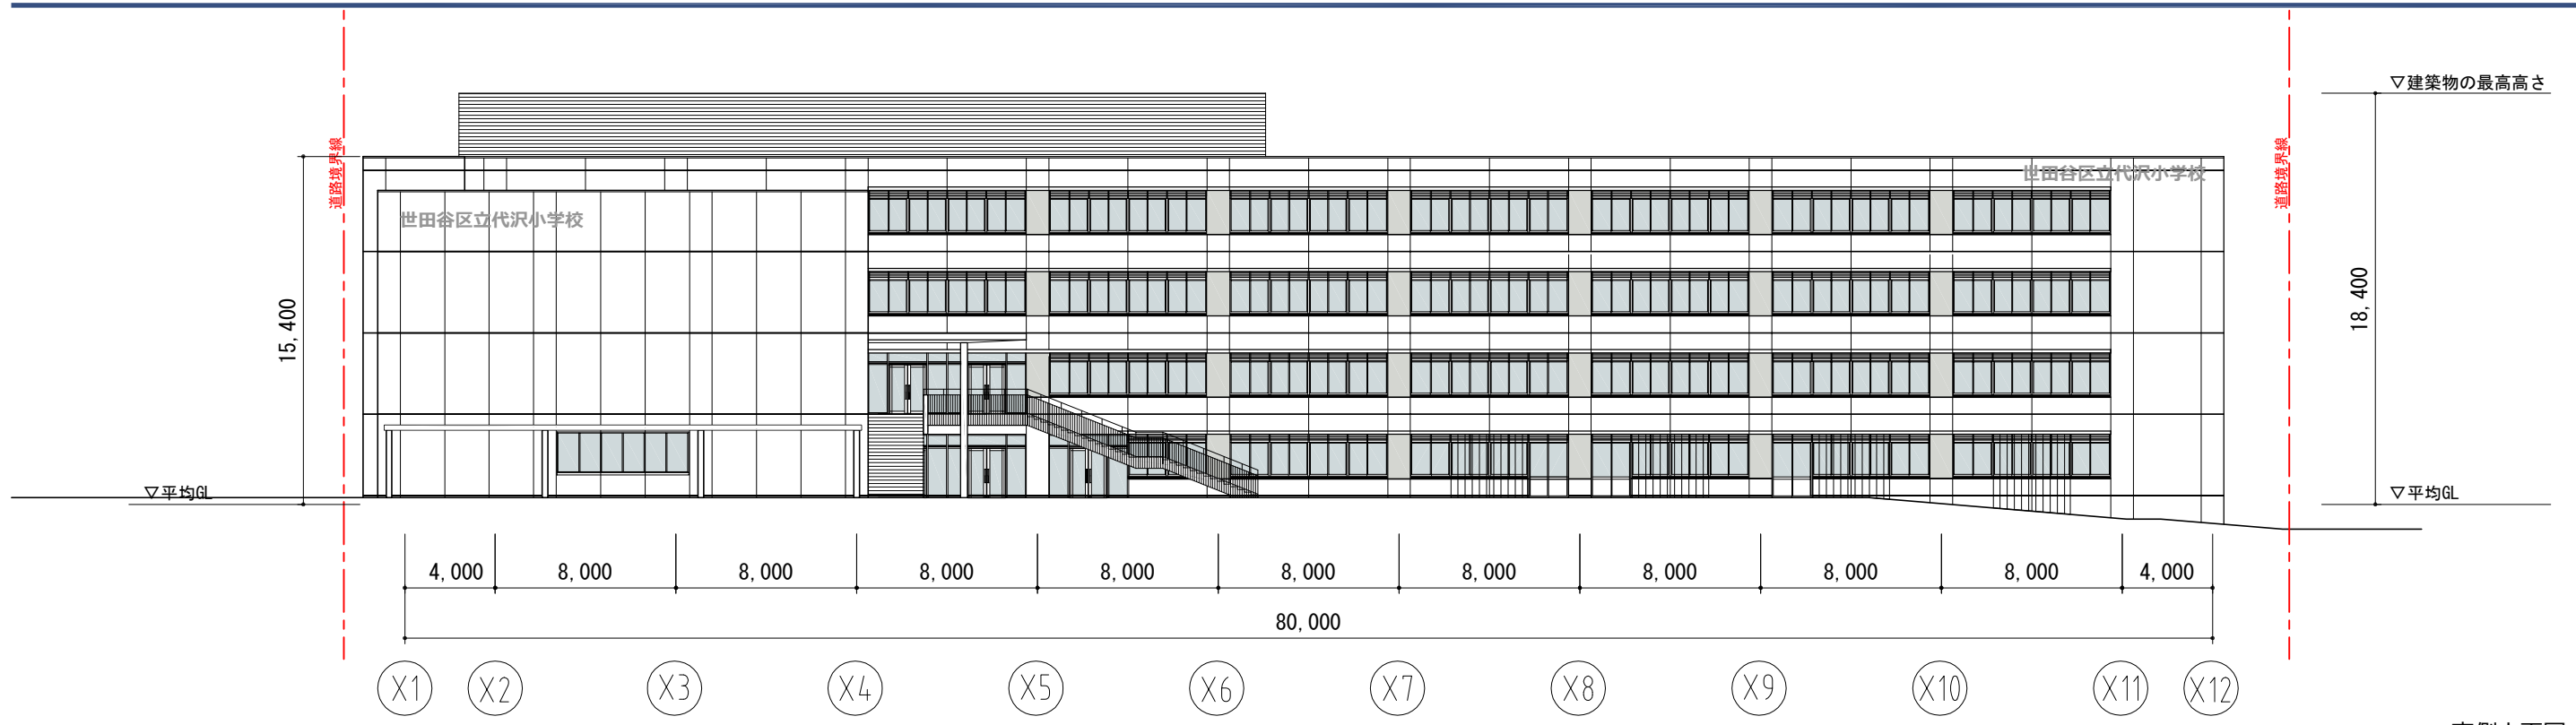 ▽建築物の最高高さ
道路境界線
道路境界線
世田谷区立代沢小学校
世田谷区立代沢小学校
15,400
18,400
▽平均GL
▽平均GL
4,000 8,000 8,000 8,000 8,000 8,000 8,000 8,000 8,000 8,000 4,000
80,000
X1 X2 X3 X4 X5 X6 X7 X8 X9 X10 X11 X12